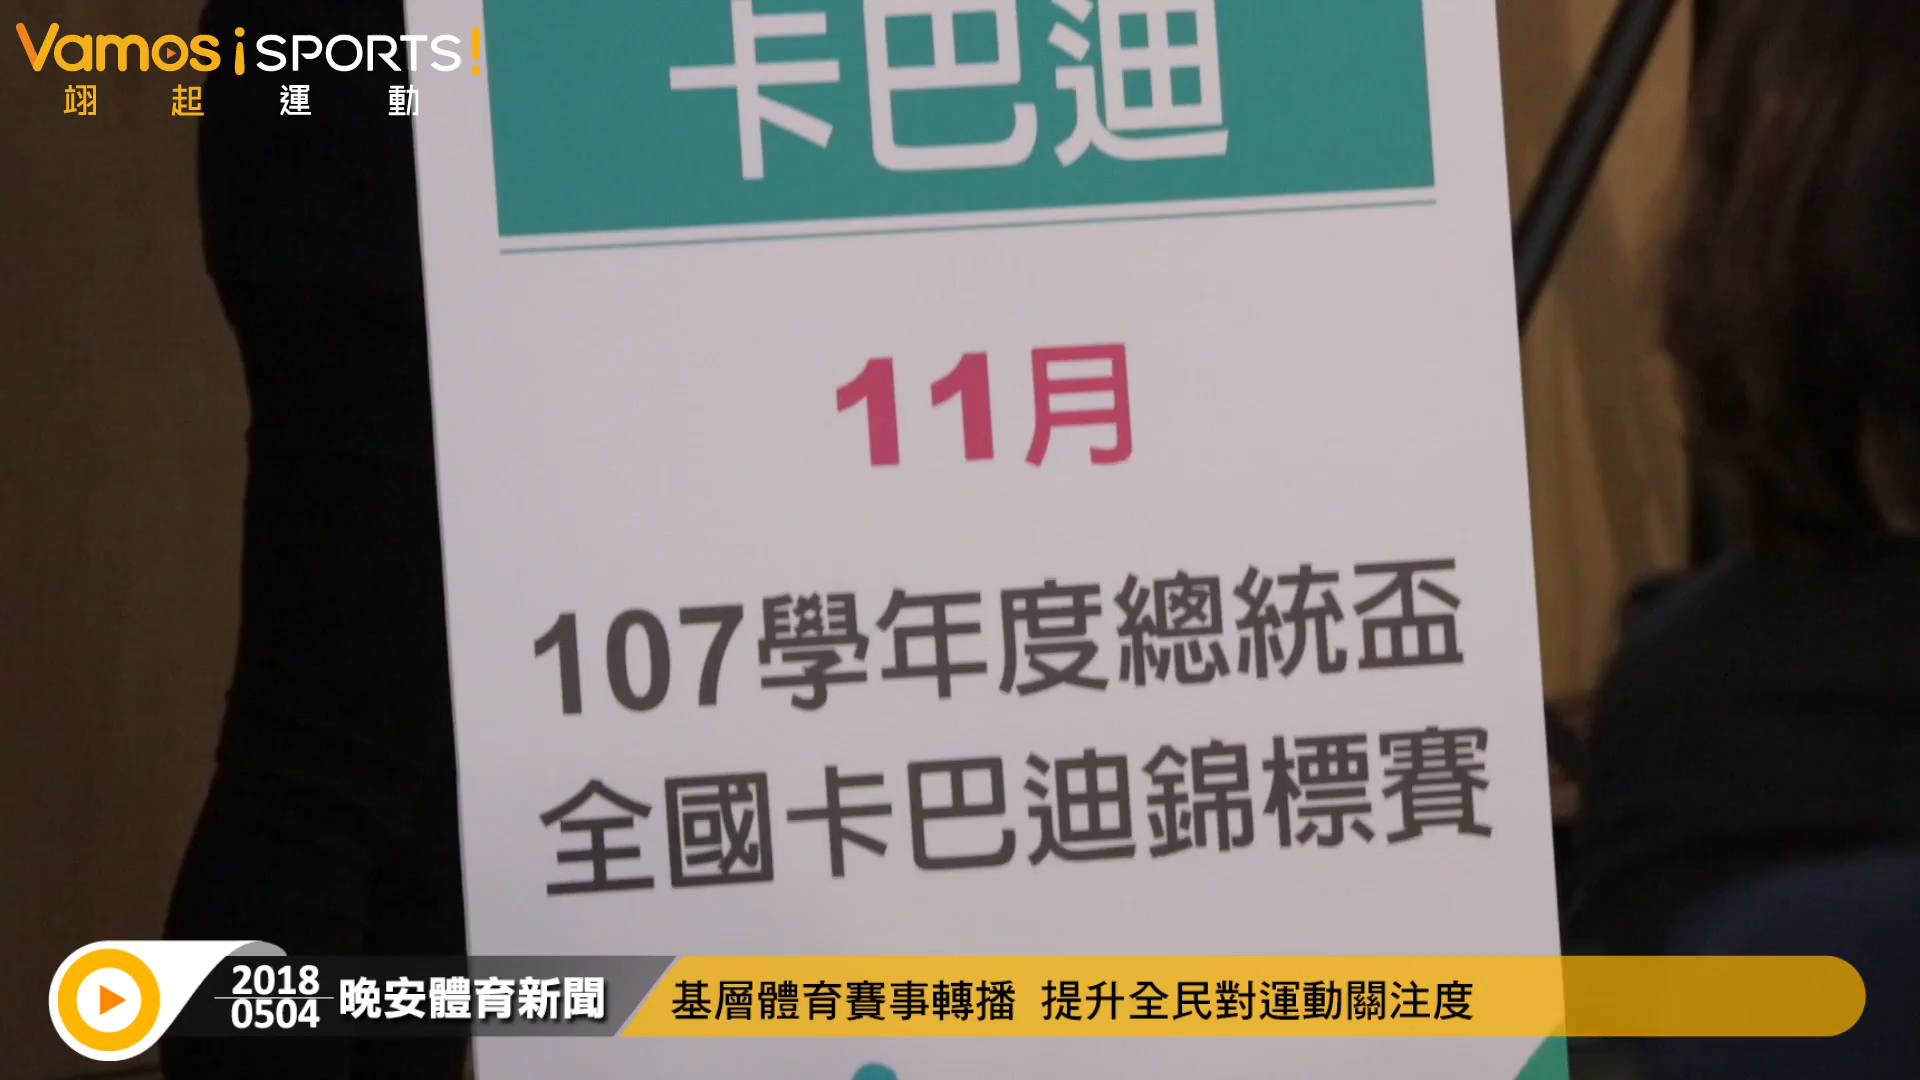 Vamos ¡SPORTS!
翊起運動
卡巴迪
11月
107學年度總統盃
全國卡巴迪錦標賽
2018
0504
晚安體育新聞
基層體育賽事轉播 提升全民對運動關注度